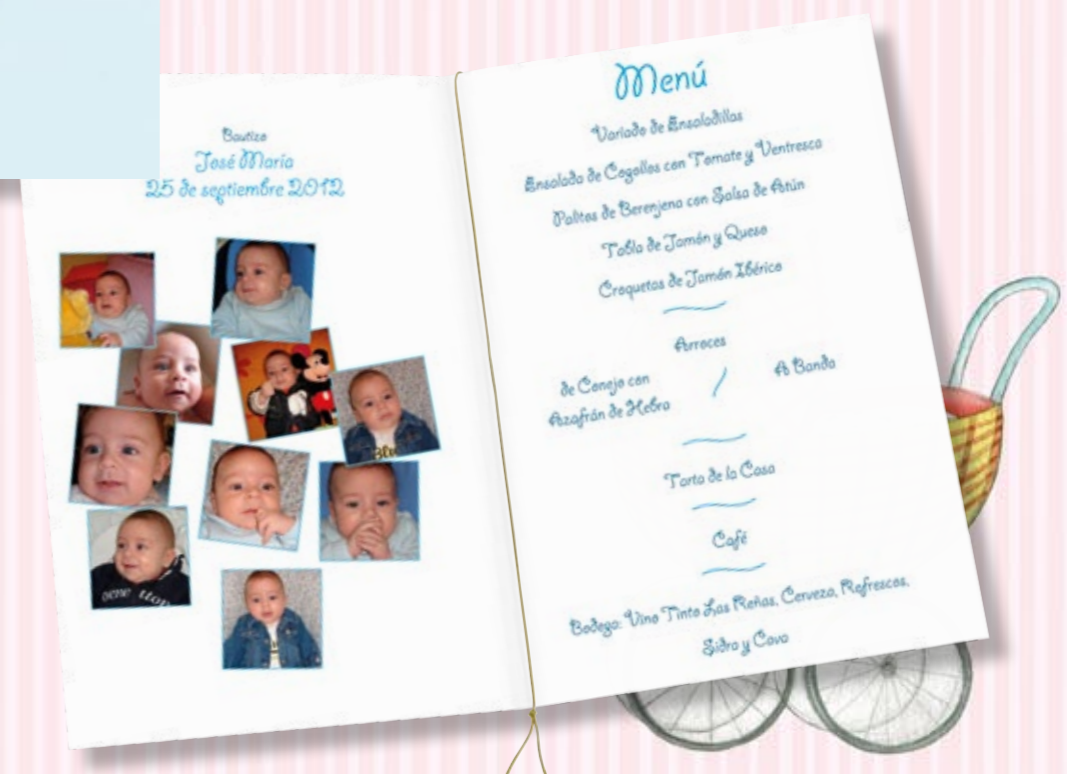 Bautizo
José María
25 de septiembre 2012
Menú
Variado de Ensaladillas
Ensalada de Cogollos con Tomate y Ventresca
Palitos de Berenjena con Salsa de Atún
Tabla de Jamón y Queso
Croquetas de Jamón Ibérico
Arroces
de Conejo con
Azafrán de Hebra
/
A Banda
Tarta de la Casa
Café
Bodega: Vino Tinto Las Reñas, Cerveza, Refrescos,
Sidra y Cava